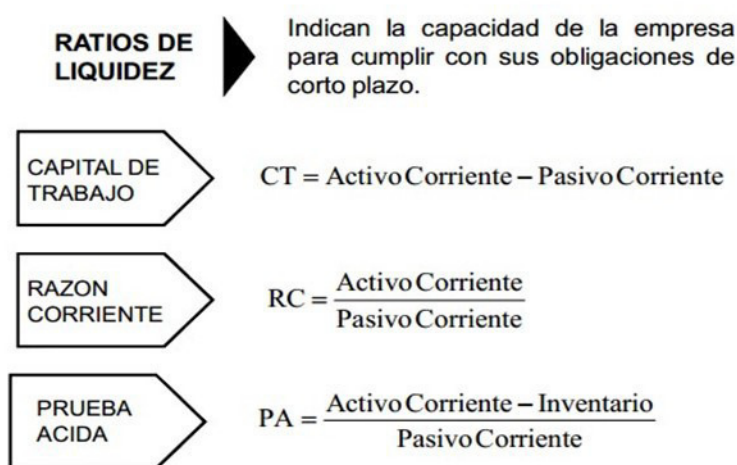 RATIOS DE
LIQUIDEZ
Indican la capacidad de la empresa
para cumplir con sus obligaciones de
corto plazo.
CAPITAL DE
TRABAJO
CT = Activo Corriente – Pasivo Corriente
RAZON
CORRIENTE
RC = Activo Corriente
Pasivo Corriente
PRUEBA
ACIDA
PA = Activo Corriente – Inventario
Pasivo Corriente